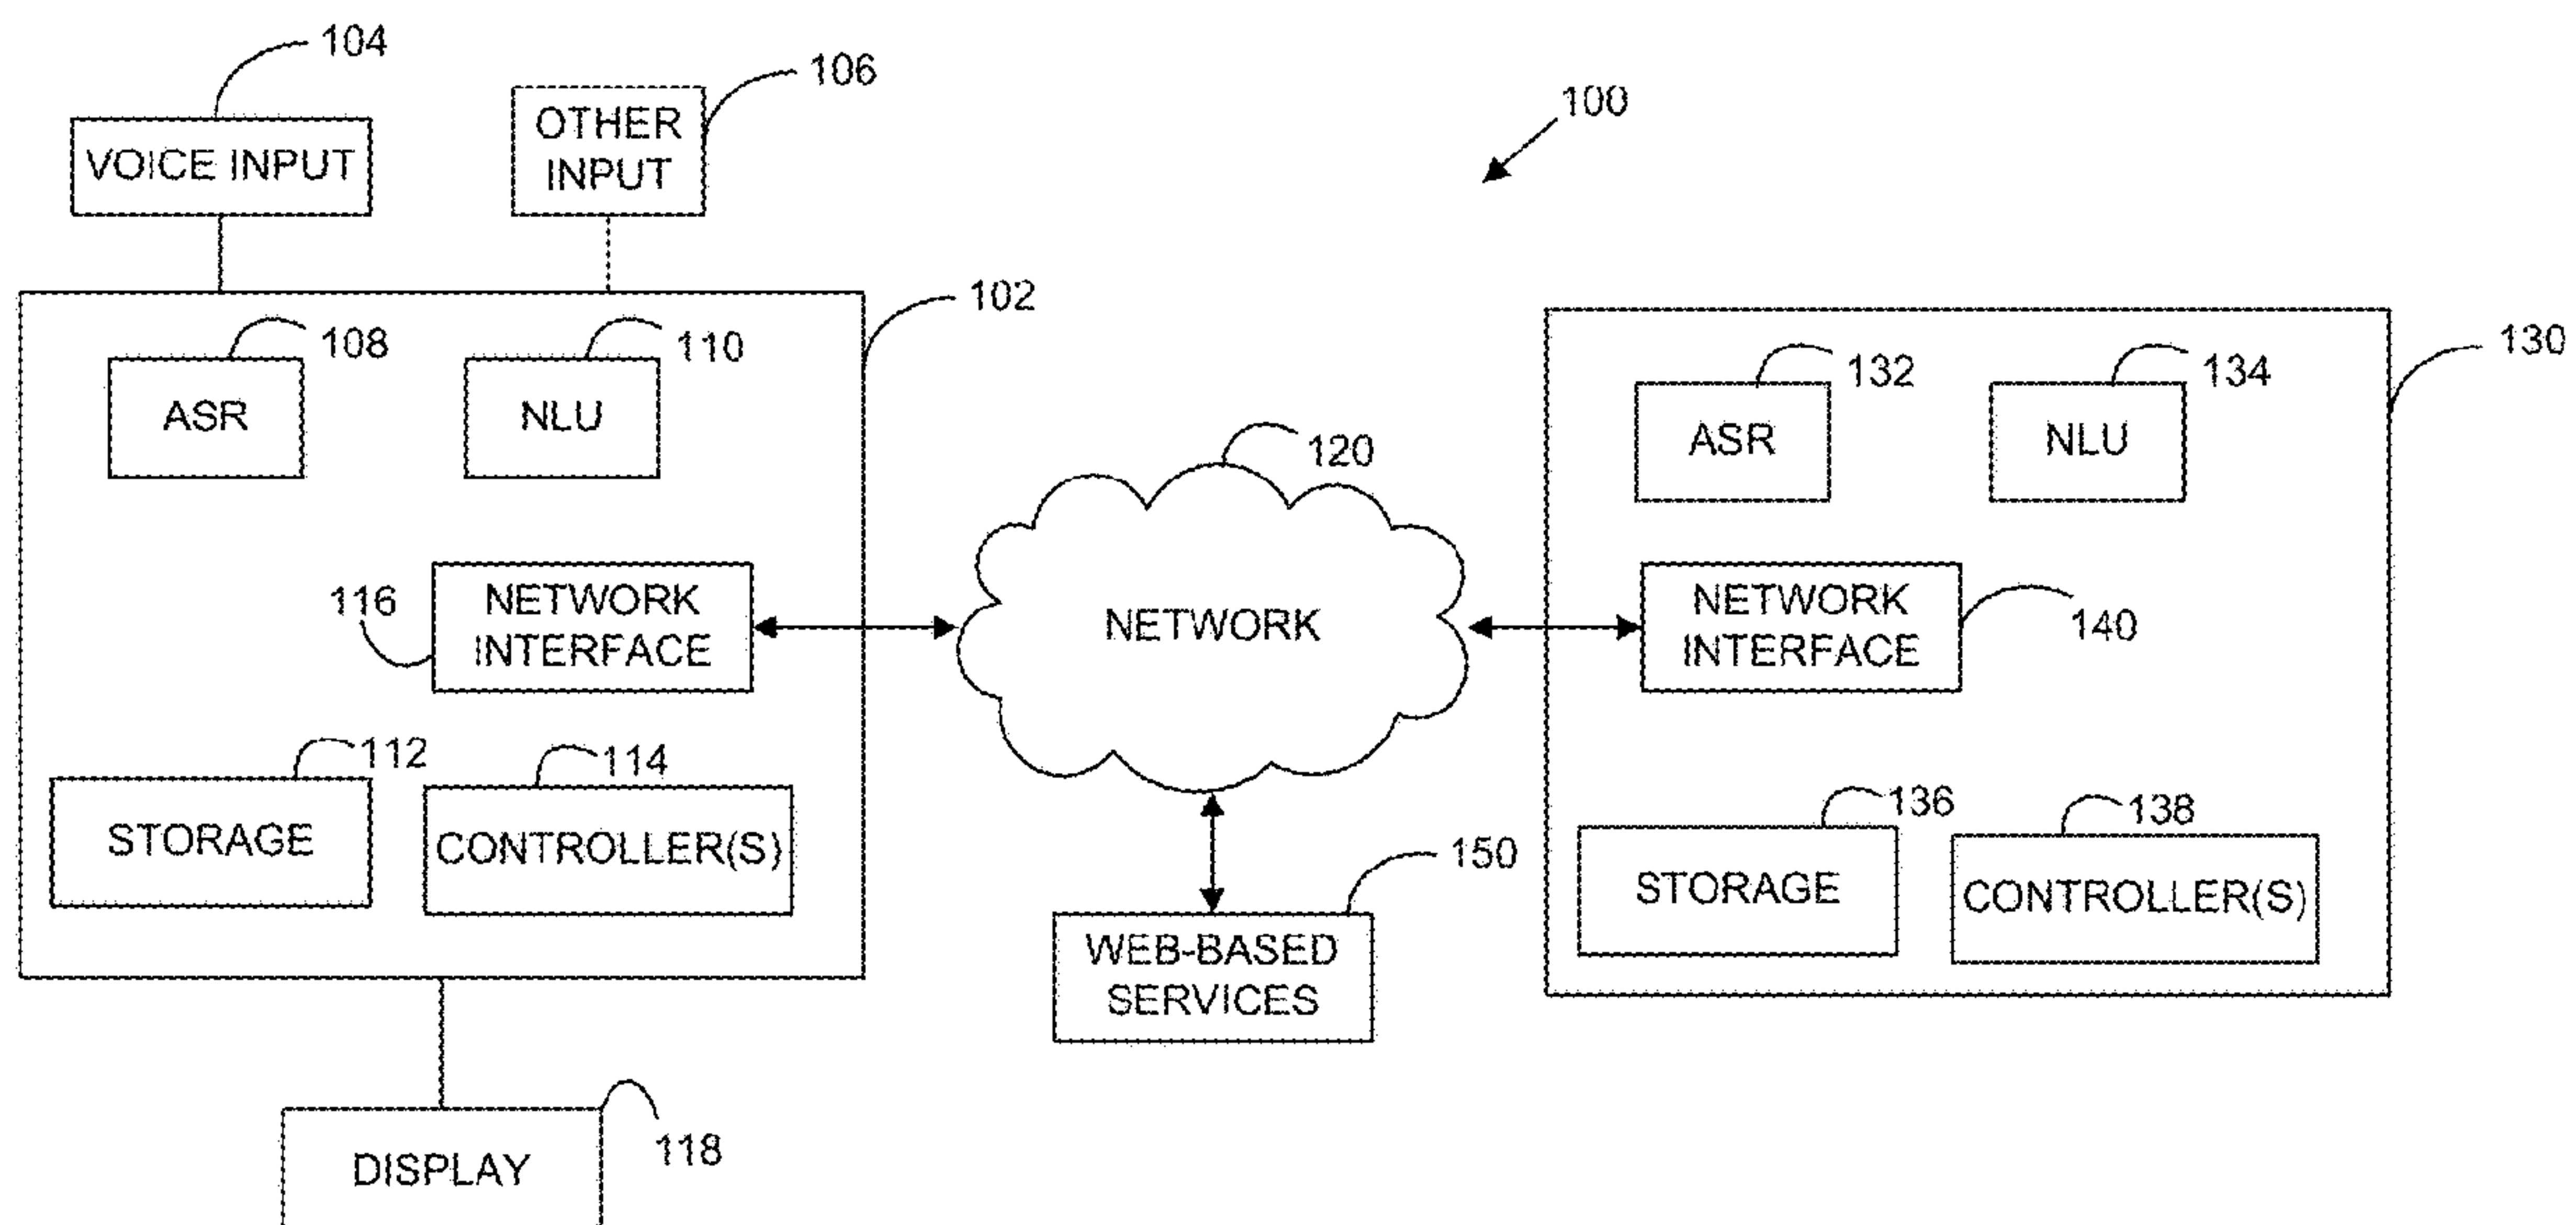 104
106
100
VOICE INPUT
OTHER
INPUT
102
108
110
ASR
NLU
130
132
134
ASR
NLU
120
116
NETWORK
INTERFACE
NETWORK
NETWORK
INTERFACE
140
112
114
STORAGE
CONTROLLER(S)
136
138
STORAGE
CONTROLLER(S)
150
WEB-BASED
SERVICES
118
DISPLAY